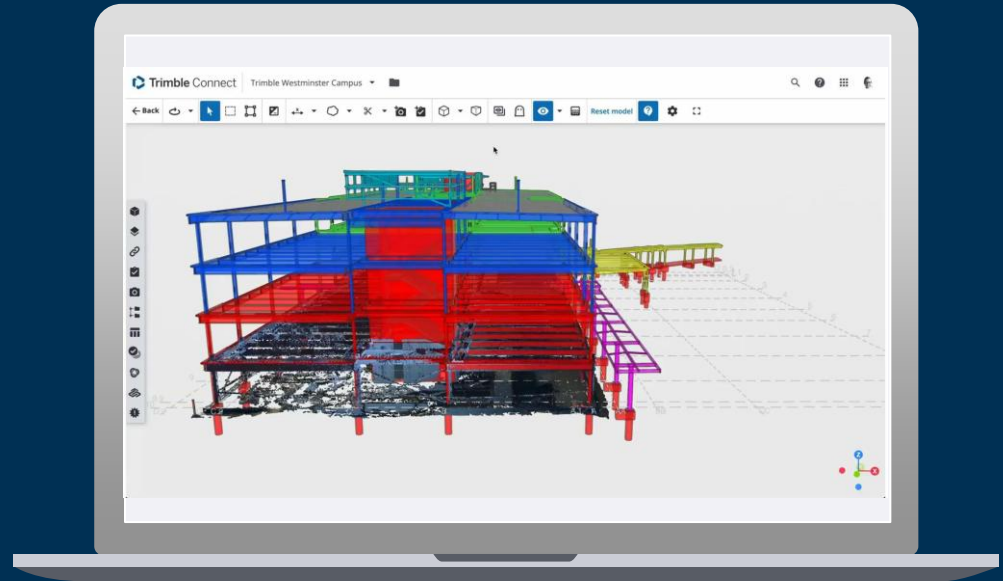 Trimble Connect
Trimble Westminster Campus
Back
Reset model
Z
X